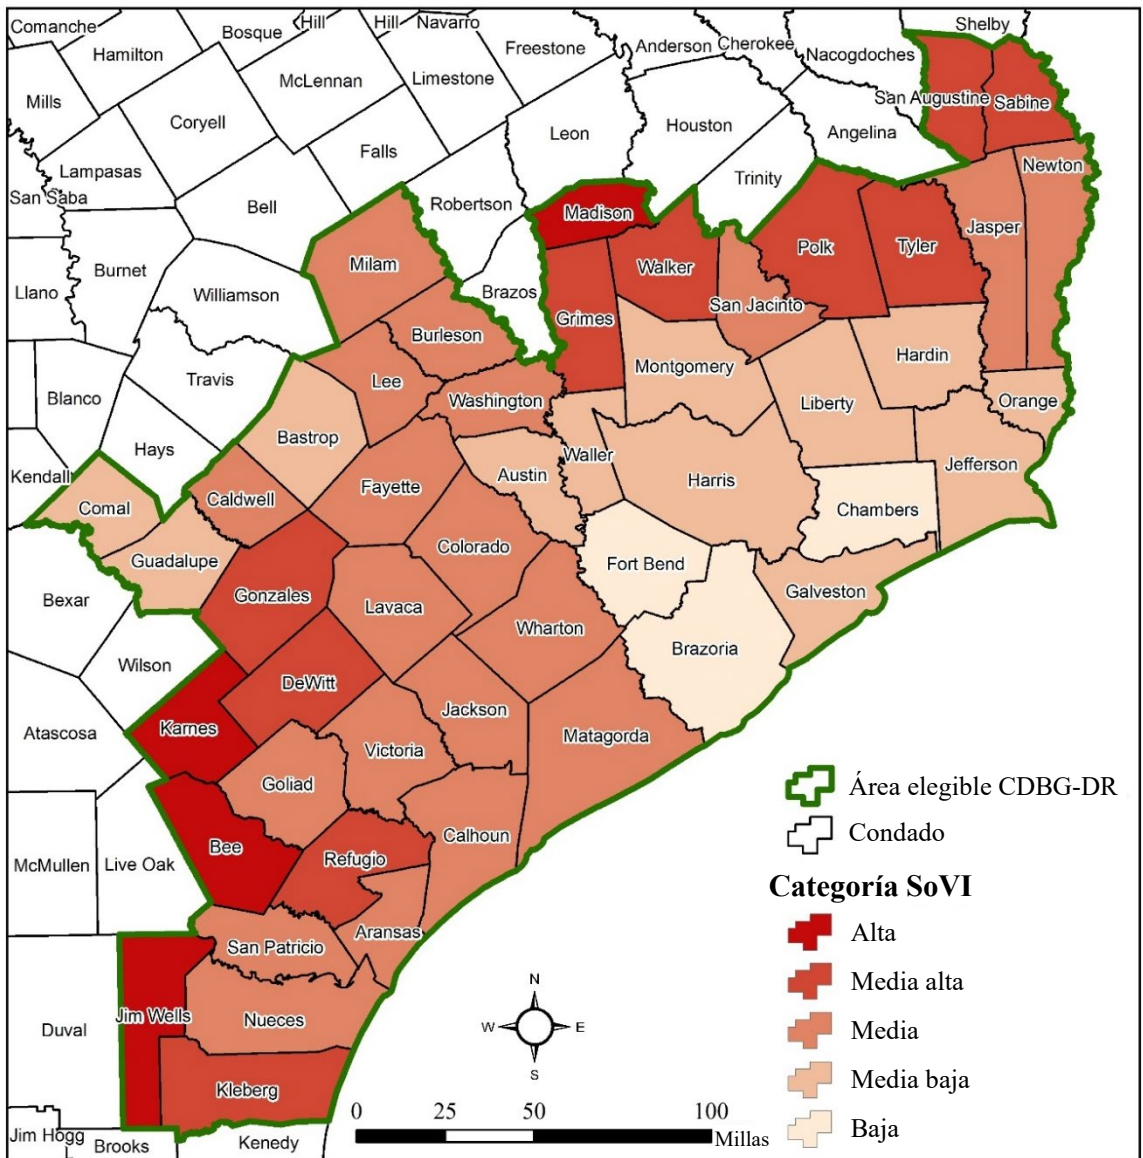 Comanche
Hamilton
Bosque
Hill
Hill
Navarro
Freestone
Anderson
Cherokee
Nacogdoches
Shelby
McLennan
Limestone
Mills
Coryell
Leon
Houston
Angelina
San Augustine
Sabine
Falls
Lampasas
San Saba
Bell
Robertson
Trinity
Newton
Madison
Jasper
Burnet
Milam
Walker
Polk
Tyler
Llano
Williamson
Brazos
Grimes
San Jacinto
Burleson
Hardin
Montgomery
Travis
Lee
Blanco
Washington
Liberty
Orange
Bastrop
Hays
Waller
Austin
Jefferson
Kendall
Fayette
Harris
Caldwell
Comal
Chambers
Colorado
Guadalupe
Fort Bend
Galveston
Bexar
Gonzales
Lavaca
Wharton
Brazoria
Wilson
DeWitt
Jackson
Karnes
Atascosa
Matagorda
Victoria
Goliad
Calhoun
Bee
Refugio
McMullen
Live Oak
Aransas
San Patricio
Jim Wells
Nueces
Duval
Kleberg
Jim Hogg
Brooks
Kenedy
Área elegible CDBG-DR
Condado
Categoría SoVI
Alta
Media alta
Media
Media baja
Baja
N
W
E
S
0 25 50 100
Millas